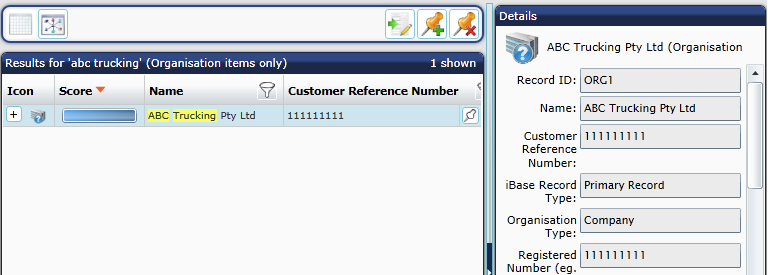 Results for 'abc trucking' (Organisation items only) 1 shown
Icon Score Name Customer Reference Number
ABC Trucking Pty Ltd 111111111
Details
ABC Trucking Pty Ltd (Organisation
Record ID: ORG1
Name: ABC Trucking Pty Ltd
Customer Reference Number: 111111111
iBase Record Type: Primary Record
Organisation Type: Company
Registered Number (eg. 111111111